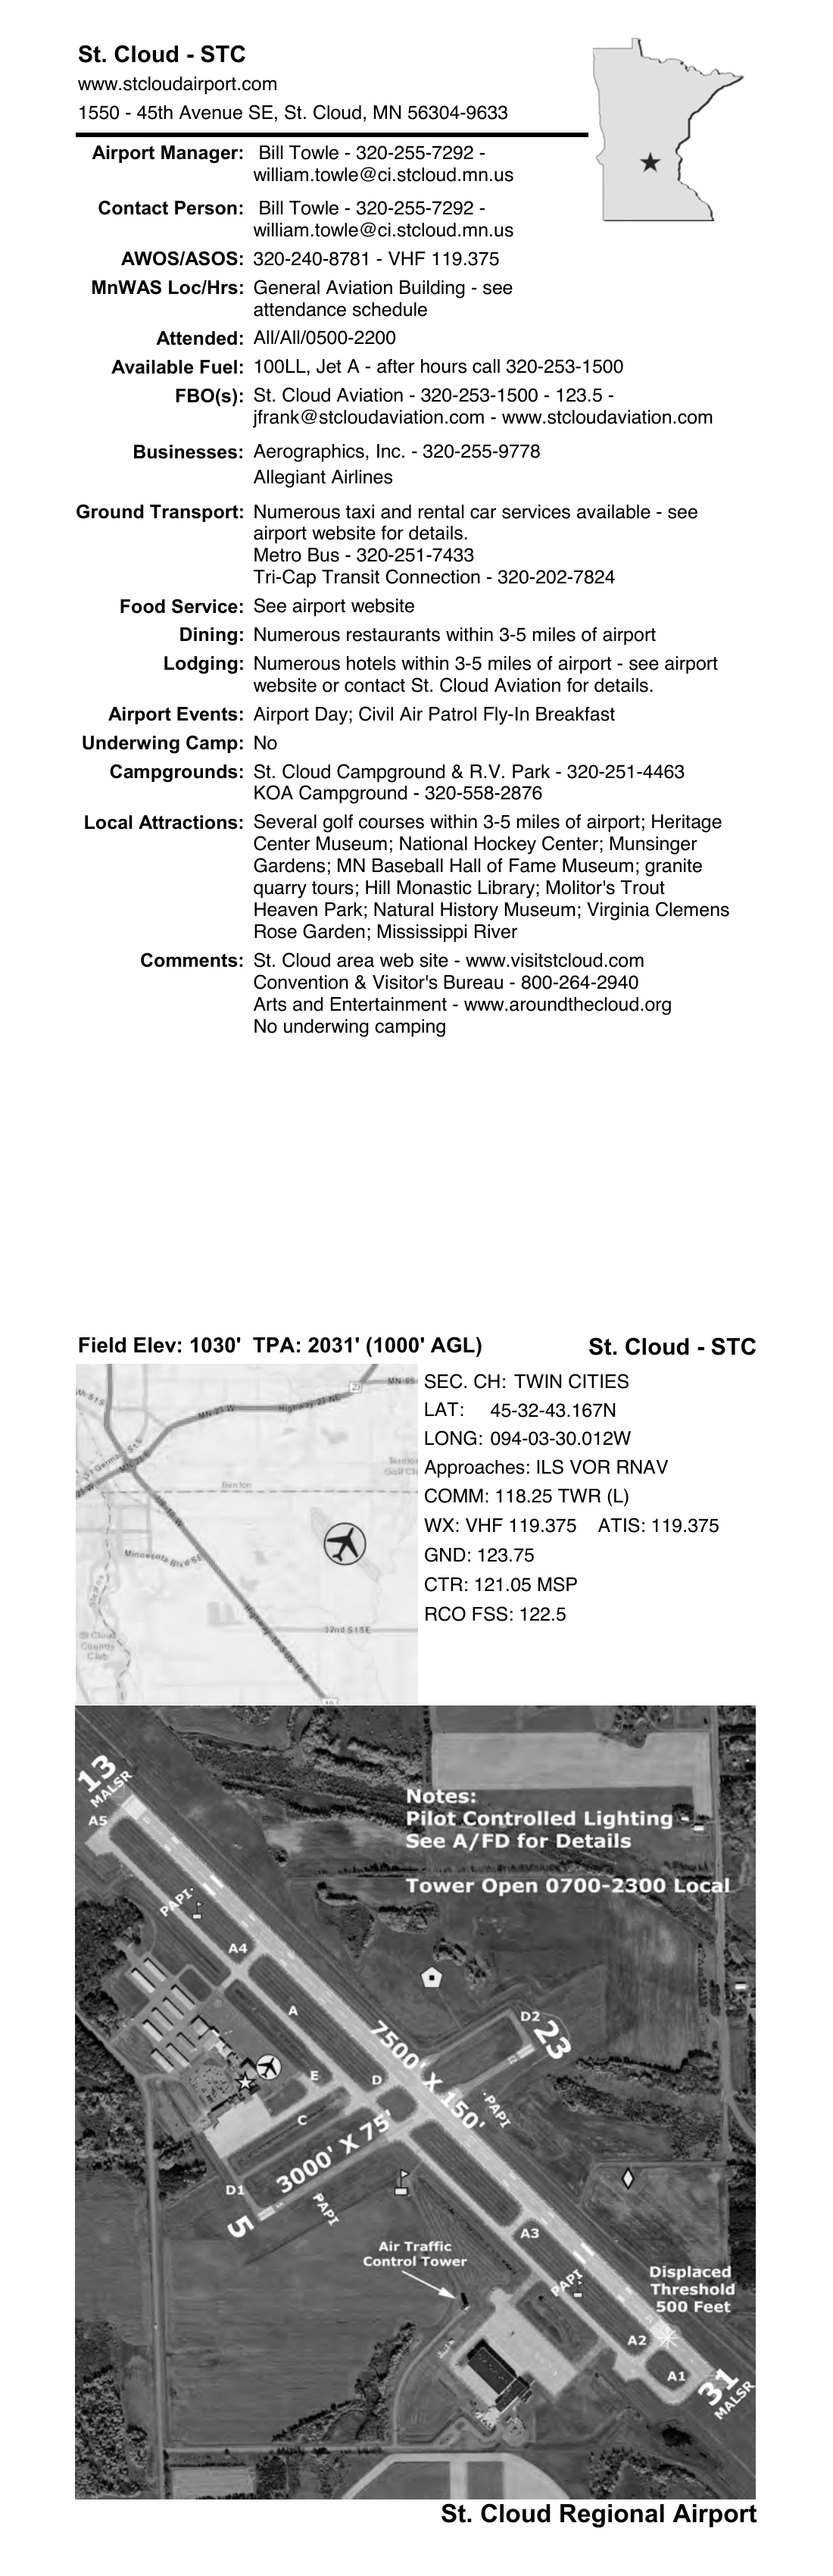 St. Cloud - STC
www.stcloudairport.com
1550 - 45th Avenue SE, St. Cloud, MN 56304-9633
Airport Manager: Bill Towle - 320-255-7292 -
william.towle@ci.stcloud.mn.us
Contact Person: Bill Towle - 320-255-7292 -
william.towle@ci.stcloud.mn.us
AWOS/ASOS: 320-240-8781 - VHF 119.375
MnWAS Loc/Hrs: General Aviation Building - see
attendance schedule
Attended: All/All/0500-2200
Available Fuel: 100LL, Jet A - after hours call 320-253-1500
FBO(s): St. Cloud Aviation - 320-253-1500 - 123.5 -
jfrank@stcloudaviation.com - www.stcloudaviation.com
Businesses: Aerographics, Inc. - 320-255-9778
Allegiant Airlines
Ground Transport: Numerous taxi and rental car services available - see
airport website for details.
Metro Bus - 320-251-7433
Tri-Cap Transit Connection - 320-202-7824
Food Service: See airport website
Dining: Numerous restaurants within 3-5 miles of airport
Lodging: Numerous hotels within 3-5 miles of airport - see airport
website or contact St. Cloud Aviation for details.
Airport Events: Airport Day; Civil Air Patrol Fly-In Breakfast
Underwing Camp: No
Campgrounds: St. Cloud Campground & R.V. Park - 320-251-4463
KOA Campground - 320-558-2876
Local Attractions: Several golf courses within 3-5 miles of airport; Heritage
Center Museum; National Hockey Center; Munsinger
Gardens; MN Baseball Hall of Fame Museum; granite
quarry tours; Hill Monastic Library; Molitor's Trout
Heaven Park; Natural History Museum; Virginia Clemens
Rose Garden; Mississippi River
Comments: St. Cloud area web site - www.visitstcloud.com
Convention & Visitor's Bureau - 800-264-2940
Arts and Entertainment - www.aroundthecloud.org
No underwing camping
Field Elev: 1030' TPA: 2031' (1000' AGL)
St. Cloud - STC
SEC. CH: TWIN CITIES
LAT: 45-32-43.167N
LONG: 094-03-30.012W
Approaches: ILS VOR RNAV
COMM: 118.25 TWR (L)
WX: VHF 119.375 ATIS: 119.375
GND: 123.75
CTR: 121.05 MSP
RCO FSS: 122.5
23
MN-23 W
Highway 23 NE
Benton
Minnesota Blvd SE
32nd St SE
St Cloud
Country
Club
13
MALSR
A5
Notes:
Pilot Controlled Lighting -
See A/FD for Details
Tower Open 0700-2300 Local
PAPI
A4
A
D2
23
7500' X 150'
E
D
PAPI
C
3000' X 75'
D1
5
PAPI
A3
Air Traffic
Control Tower
PAPI
Displaced
Threshold
500 Feet
A2
A1
31
MALSR
St. Cloud Regional Airport